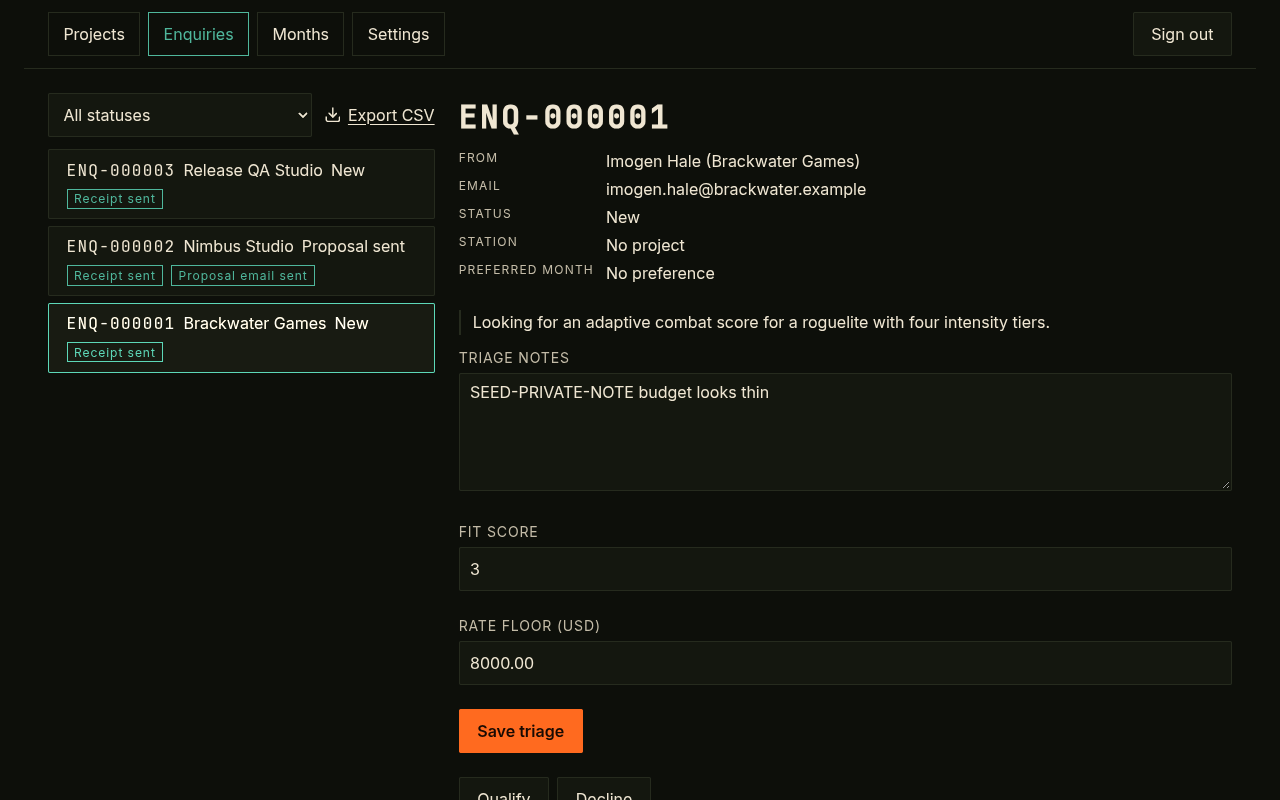 Projects Enquiries Months Settings Sign out
All statuses Export CSV
ENQ-000003 Release QA Studio New
Receipt sent
ENQ-000002 Nimbus Studio Proposal sent
Receipt sent Proposal email sent
ENQ-000001 Brackwater Games New
Receipt sent
ENQ-000001
FROM Imogen Hale (Brackwater Games)
EMAIL imogen.hale@brackwater.example
STATUS New
STATION No project
PREFERRED MONTH No preference
Looking for an adaptive combat score for a roguelite with four intensity tiers.
TRIAGE NOTES
SEED-PRIVATE-NOTE budget looks thin
FIT SCORE
3
RATE FLOOR (USD)
8000.00
Save triage
Qualify Decline